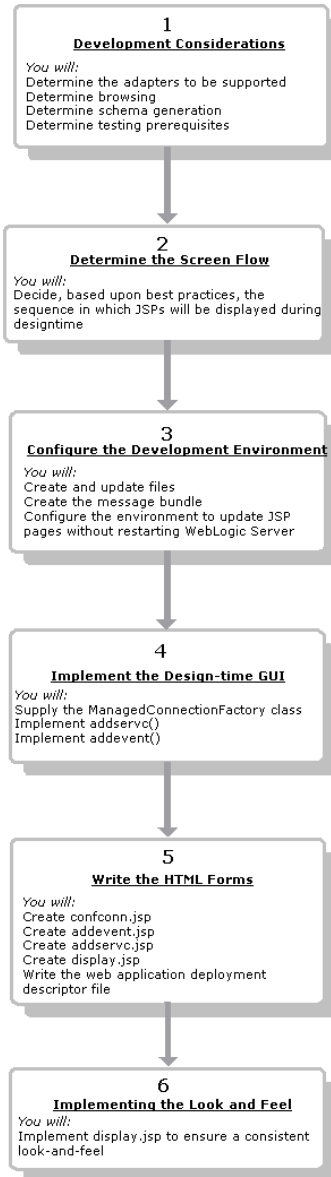 1
Development Considerations
You will:
Determine the adapters to be supported
Determine browsing
Determine schema generation
Determine testing prerequisites
2
Determine the Screen Flow
You will:
Decide, based upon best practices, the
sequence in which JSPs will be displayed during
designtime
3
Configure the Development Environment
You will:
Create and update files
Create the message bundle
Configure the environment to update JSP
pages without restarting WebLogic Server
4
Implement the Design-time GUI
You will:
Supply the ManagedConnectionFactory class
Implement addservc()
Implement addevent()
5
Write the HTML Forms
You will:
Create confconn.jsp
Create addevent.jsp
Create addservc.jsp
Create display.jsp
Write the web application deployment
descriptor file
6
Implementing the Look and Feel
You will:
Implement display.jsp to ensure a consistent
look-and-feel